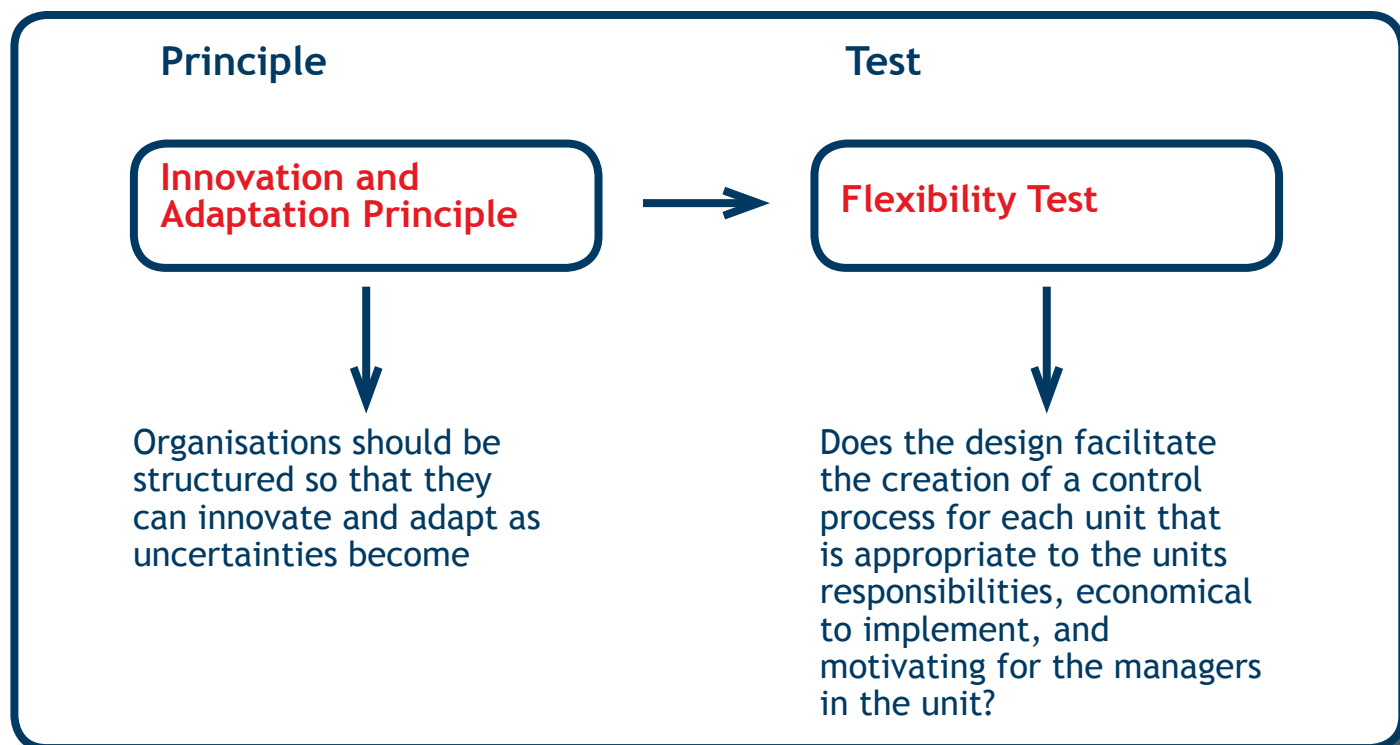 Principle
Test
Innovation and
Adaptation Principle
Flexibility Test
Organisations should be
structured so that they
can innovate and adapt as
uncertainties become
Does the design facilitate
the creation of a control
process for each unit that
is appropriate to the units
responsibilities, economical
to implement, and
motivating for the managers
in the unit?